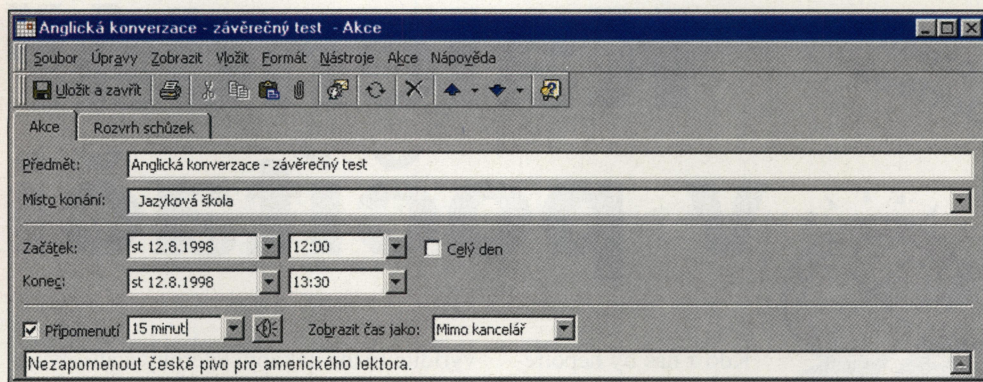 Anglická konverzace - závěrečný test - Akce
Soubor Úpravy Zobrazit Vložit Formát Nástroje Akce Nápověda
Uložit a zavřít
Akce Rozvrh schůzek
Předmět: Anglická konverzace - závěrečný test
Místo konání: Jazyková škola
Začátek: st 12.8.1998 12:00 Celý den
Konec: st 12.8.1998 13:30
Připomenutí 15 minut Zobrazit čas jako: Mimo kancelář
Nezapomenout české pivo pro amerického lektora.